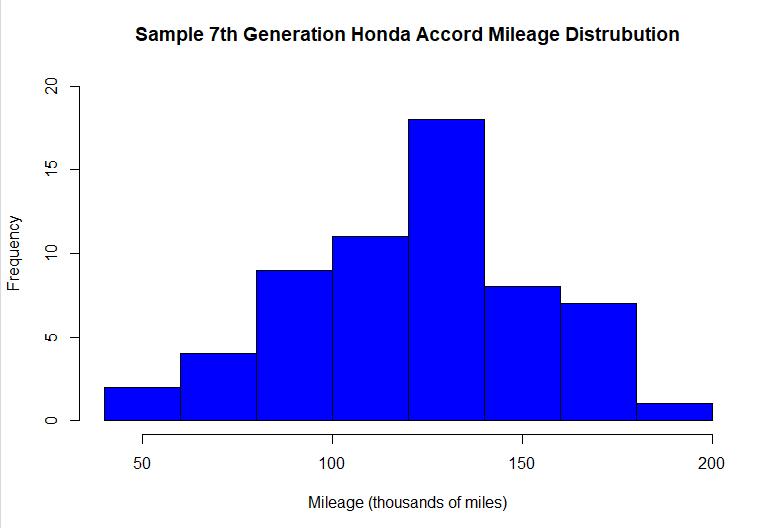 Sample 7th Generation Honda Accord Mileage Distrubution
20
15
10
5
0
Frequency
50 100 150 200
Mileage (thousands of miles)